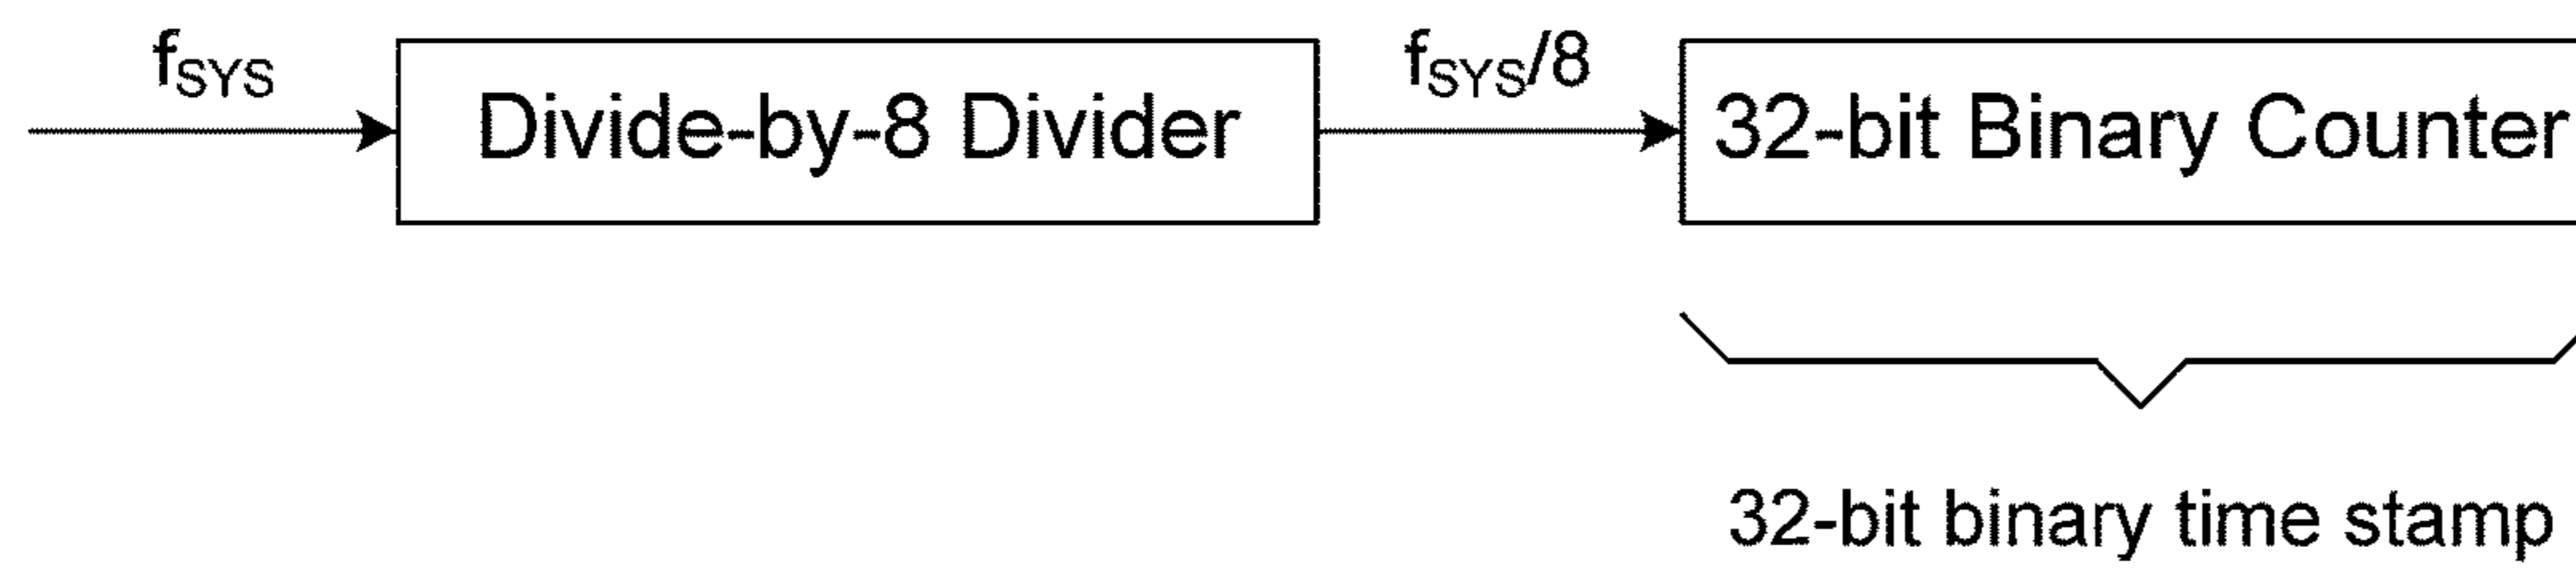 fSYS
Divide-by-8 Divider
fSYS/8
32-bit Binary Counter
32-bit binary time stamp